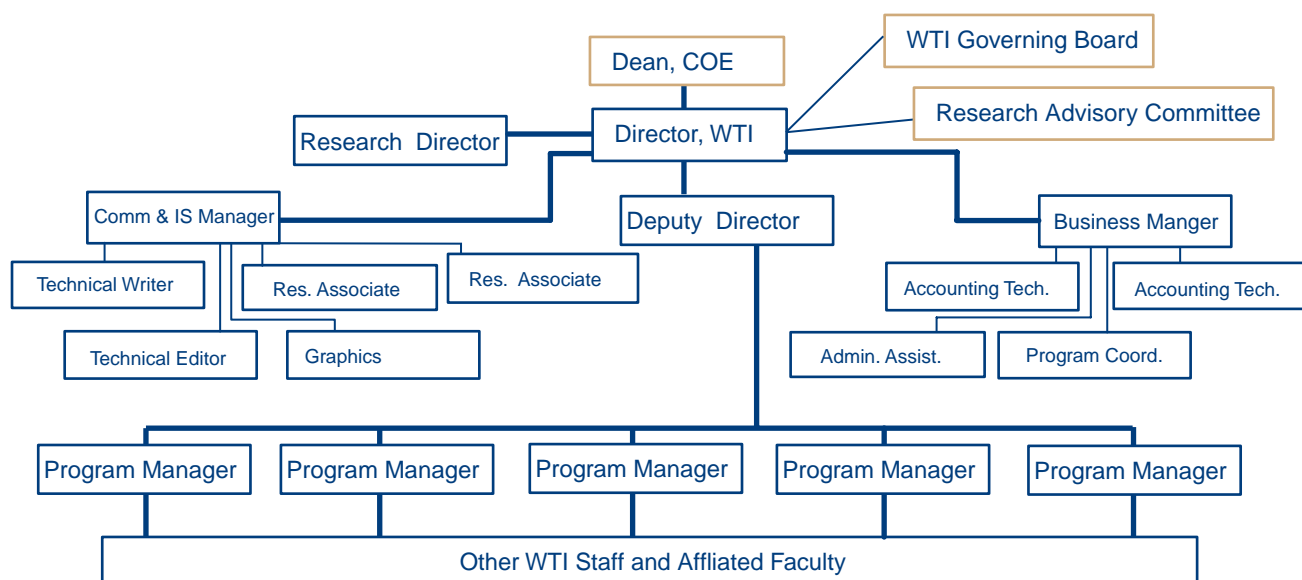 WTI Governing Board
Dean, COE
Research Advisory Committee
Director, WTI
Research Director
Comm & IS Manager
Deputy Director
Business Manger
Technical Writer
Res. Associate
Res. Associate
Accounting Tech.
Accounting Tech.
Technical Editor
Graphics
Admin. Assist.
Program Coord.
Program Manager
Program Manager
Program Manager
Program Manager
Program Manager
Other WTI Staff and Affliated Faculty